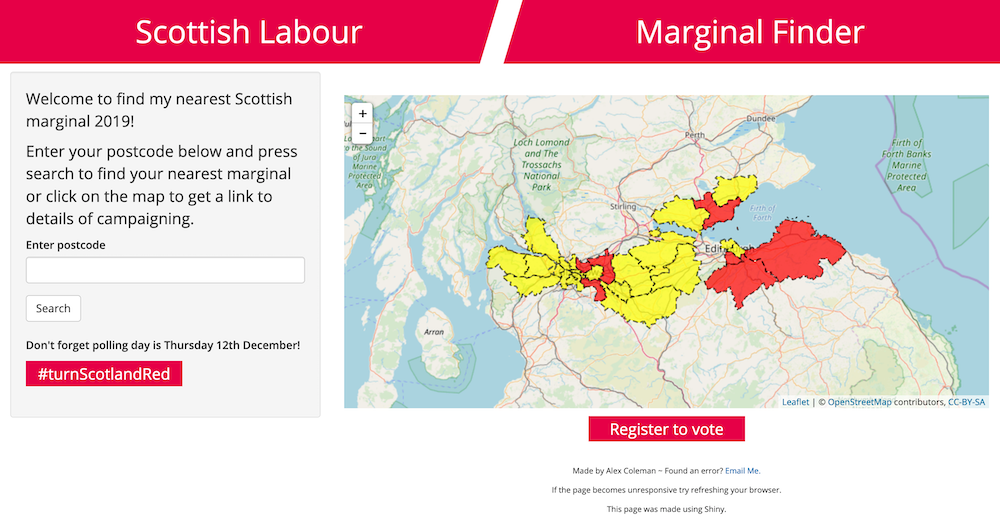 Scottish Labour
Marginal Finder
Welcome to find my nearest Scottish
marginal 2019!
Enter your postcode below and press
search to find your nearest marginal
or click on the map to get a link to
details of campaigning.
Enter postcode
Search
Don't forget polling day is Thursday 12th December!
#turnScotlandRed
+
−
to the Sound
of Jura
Marine
Protected
Area
Loch Lomond
and The
Trossachs
National
Park
Perth
Dundee
Stirling
Firth of
Forth
Firth of
Forth Banks
Marine
Protected
Area
Arran
Leaflet | © OpenStreetMap contributors, CC-BY-SA
Register to vote
Made by Alex Coleman ~ Found an error? Email Me.
If the page becomes unresponsive try refreshing your browser.
This page was made using Shiny.